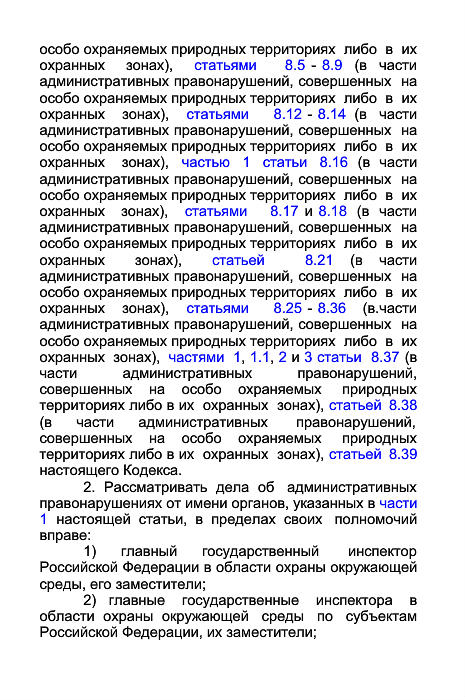 особо охраняемых природных территориях либо в их
охранных зонах), статьями 8.5 - 8.9 (в части
административных правонарушений, совершенных на
особо охраняемых природных территориях либо в их
охранных зонах), статьями 8.12 - 8.14 (в части
административных правонарушений, совершенных на
особо охраняемых природных территориях либо в их
охранных зонах), частью 1 статьи 8.16 (в части
административных правонарушений, совершенных на
особо охраняемых природных территориях либо в их
охранных зонах), статьями 8.17 и 8.18 (в части
административных правонарушений, совершенных на
особо охраняемых природных территориях либо в их
охранных зонах), статьей 8.21 (в части
административных правонарушений, совершенных на
особо охраняемых природных территориях либо в их
охранных зонах), статьями 8.25 - 8.36 (в.части
административных правонарушений, совершенных на
особо охраняемых природных территориях либо в их
охранных зонах), частями 1, 1.1, 2 и 3 статьи 8.37 (в
части административных правонарушений,
совершенных на особо охраняемых природных
территориях либо в их охранных зонах), статьей 8.38
(в части административных правонарушений,
совершенных на особо охраняемых природных
территориях либо в их охранных зонах), статьей 8.39
настоящего Кодекса.
2. Рассматривать дела об административных
правонарушениях от имени органов, указанных в части
1 настоящей статьи, в пределах своих полномочий
вправе:
1) главный государственный инспектор
Российской Федерации в области охраны окружающей
среды, его заместители;
2) главные государственные инспектора в
области охраны окружающей среды по субъектам
Российской Федерации, их заместители;